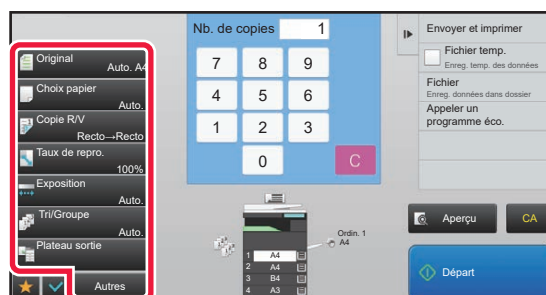 Nb. de copies 1
Original
Auto. A4
Choix papier
Auto.
Copie R/V
Recto→Recto
Taux de repro.
100%
Exposition
Auto.
Tri/Groupe
Auto.
Plateau sortie
Autres
7 8 9
4 5 6
1 2 3
0 C
Ordin. 1
A4
1 A4
2 A4
3 B4
4 A3
Envoyer et imprimer
Fichier temp.
Enreg. temp. des données
Fichier
Enreg. données dans dossier
Appeler un
programme éco.
Aperçu
CA
Départ